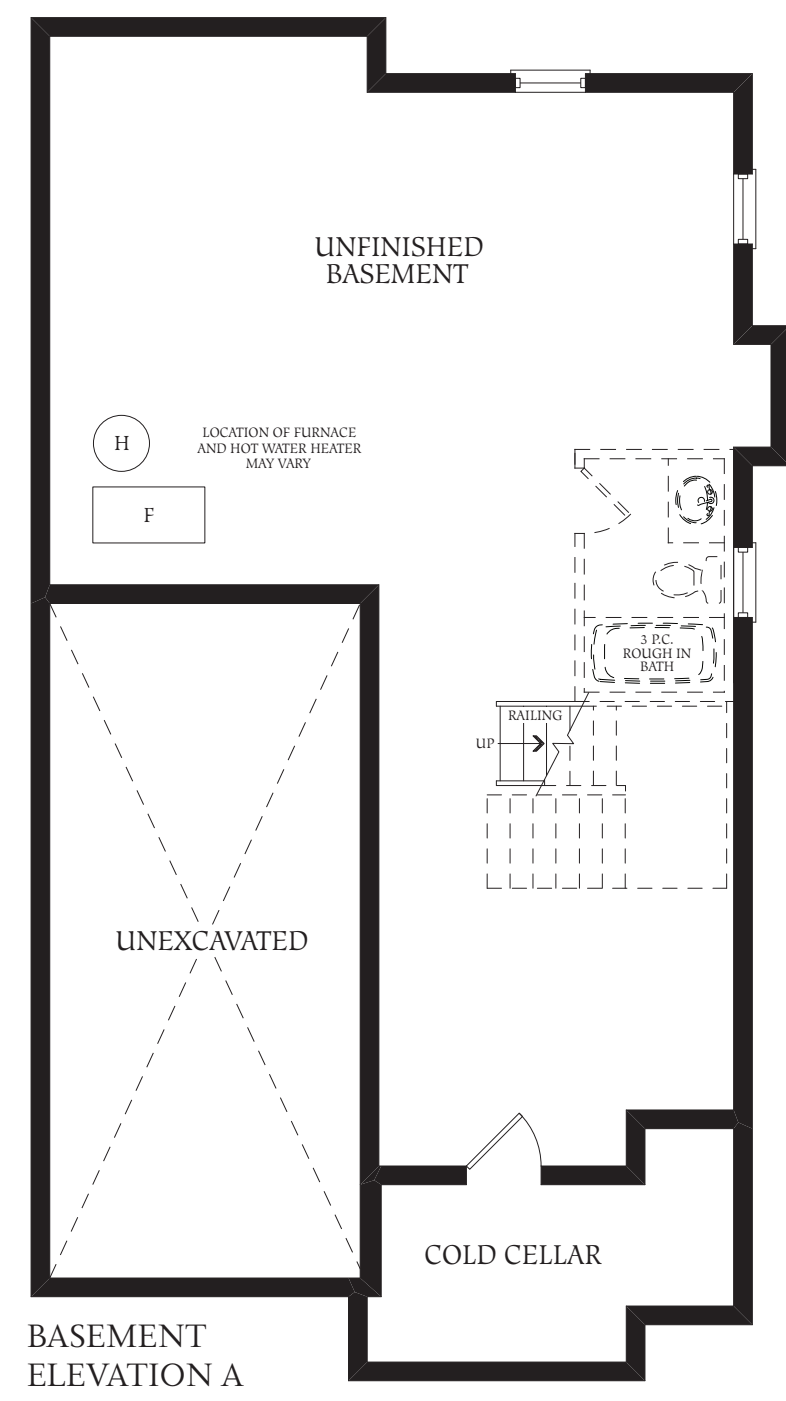 UNFINISHED
BASEMENT
H
LOCATION OF FURNACE
AND HOT WATER HEATER
MAY VARY
F
3 P.C.
ROUGH IN
BATH
RAILING
UP
UNEXCAVATED
COLD CELLAR
BASEMENT
ELEVATION A